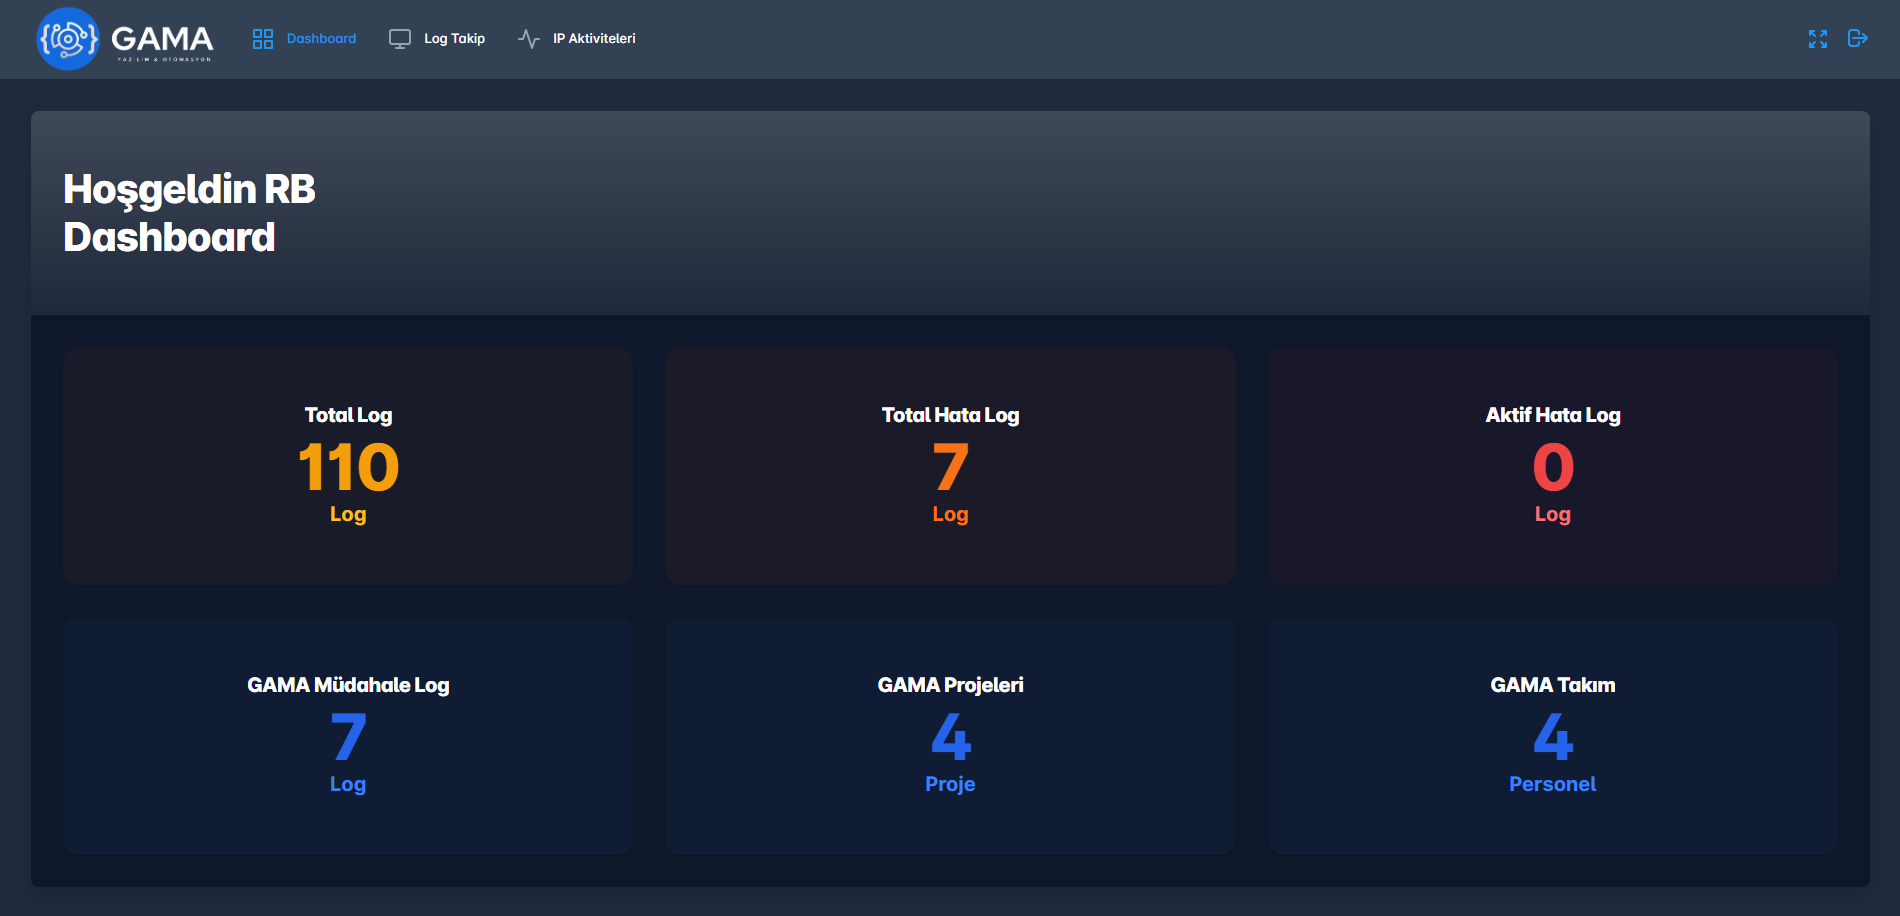 GAMA
YAZILIM & OTOMASYON
Dashboard
Log Takip
IP Aktiviteleri
Hoşgeldin RB
Dashboard
Total Log
110
Log
Total Hata Log
7
Log
Aktif Hata Log
0
Log
GAMA Müdahale Log
7
Log
GAMA Projeleri
4
Proje
GAMA Takım
4
Personel